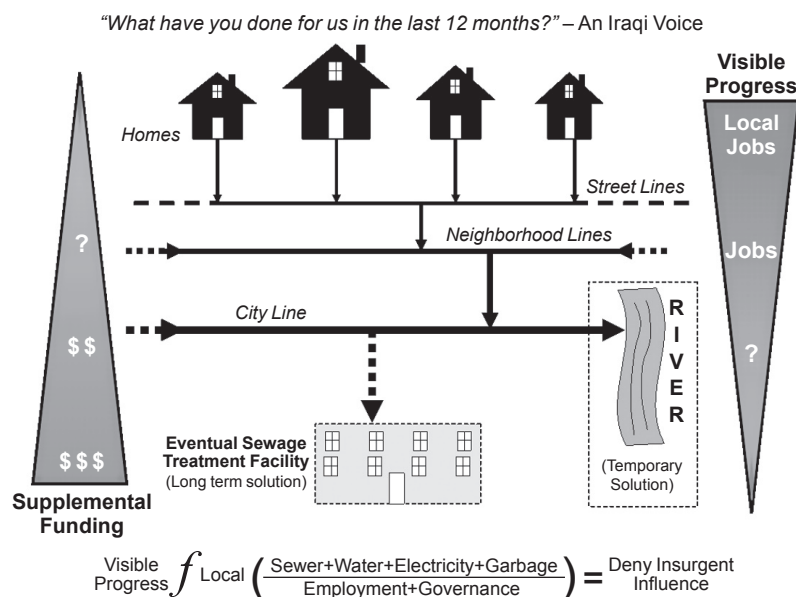 “What have you done for us in the last 12 months?” – An Iraqi Voice
Visible
Progress
Local
Jobs
Homes
Street Lines
?
Neighborhood Lines
Jobs
City Line
R
I
V
E
R
$$
?
Eventual Sewage
Treatment Facility
(Long term solution)
(Temporary
Solution)
$$$
Supplemental
Funding
Visible
Progress
f Local ( Sewer+Water+Electricity+Garbage
Employment+Governance ) =
Deny Insurgent
Influence